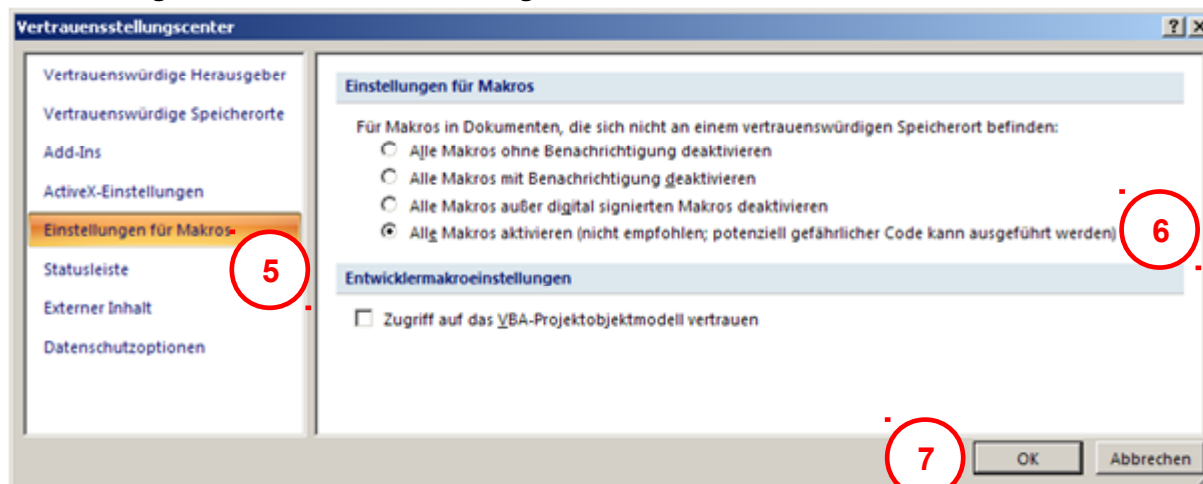 Vertrauensstellungscenter
Vertrauenswürdige Herausgeber
Vertrauenswürdige Speicherorte
Add-Ins
ActiveX-Einstellungen
Einstellungen für Makros
5
Statusleiste
Externer Inhalt
Datenschutzoptionen
Einstellungen für Makros
Für Makros in Dokumenten, die sich nicht an einem vertrauenswürdigen Speicherort befinden:
Alle Makros ohne Benachrichtigung deaktivieren
Alle Makros mit Benachrichtigung deaktivieren
Alle Makros außer digital signierten Makros deaktivieren
Alle Makros aktivieren (nicht empfohlen; potenziell gefährlicher Code kann ausgeführt werden)
6
Entwicklermakroeinstellungen
Zugriff auf das VBA-Projektobjektmodell vertrauen
7
OK
Abbrechen